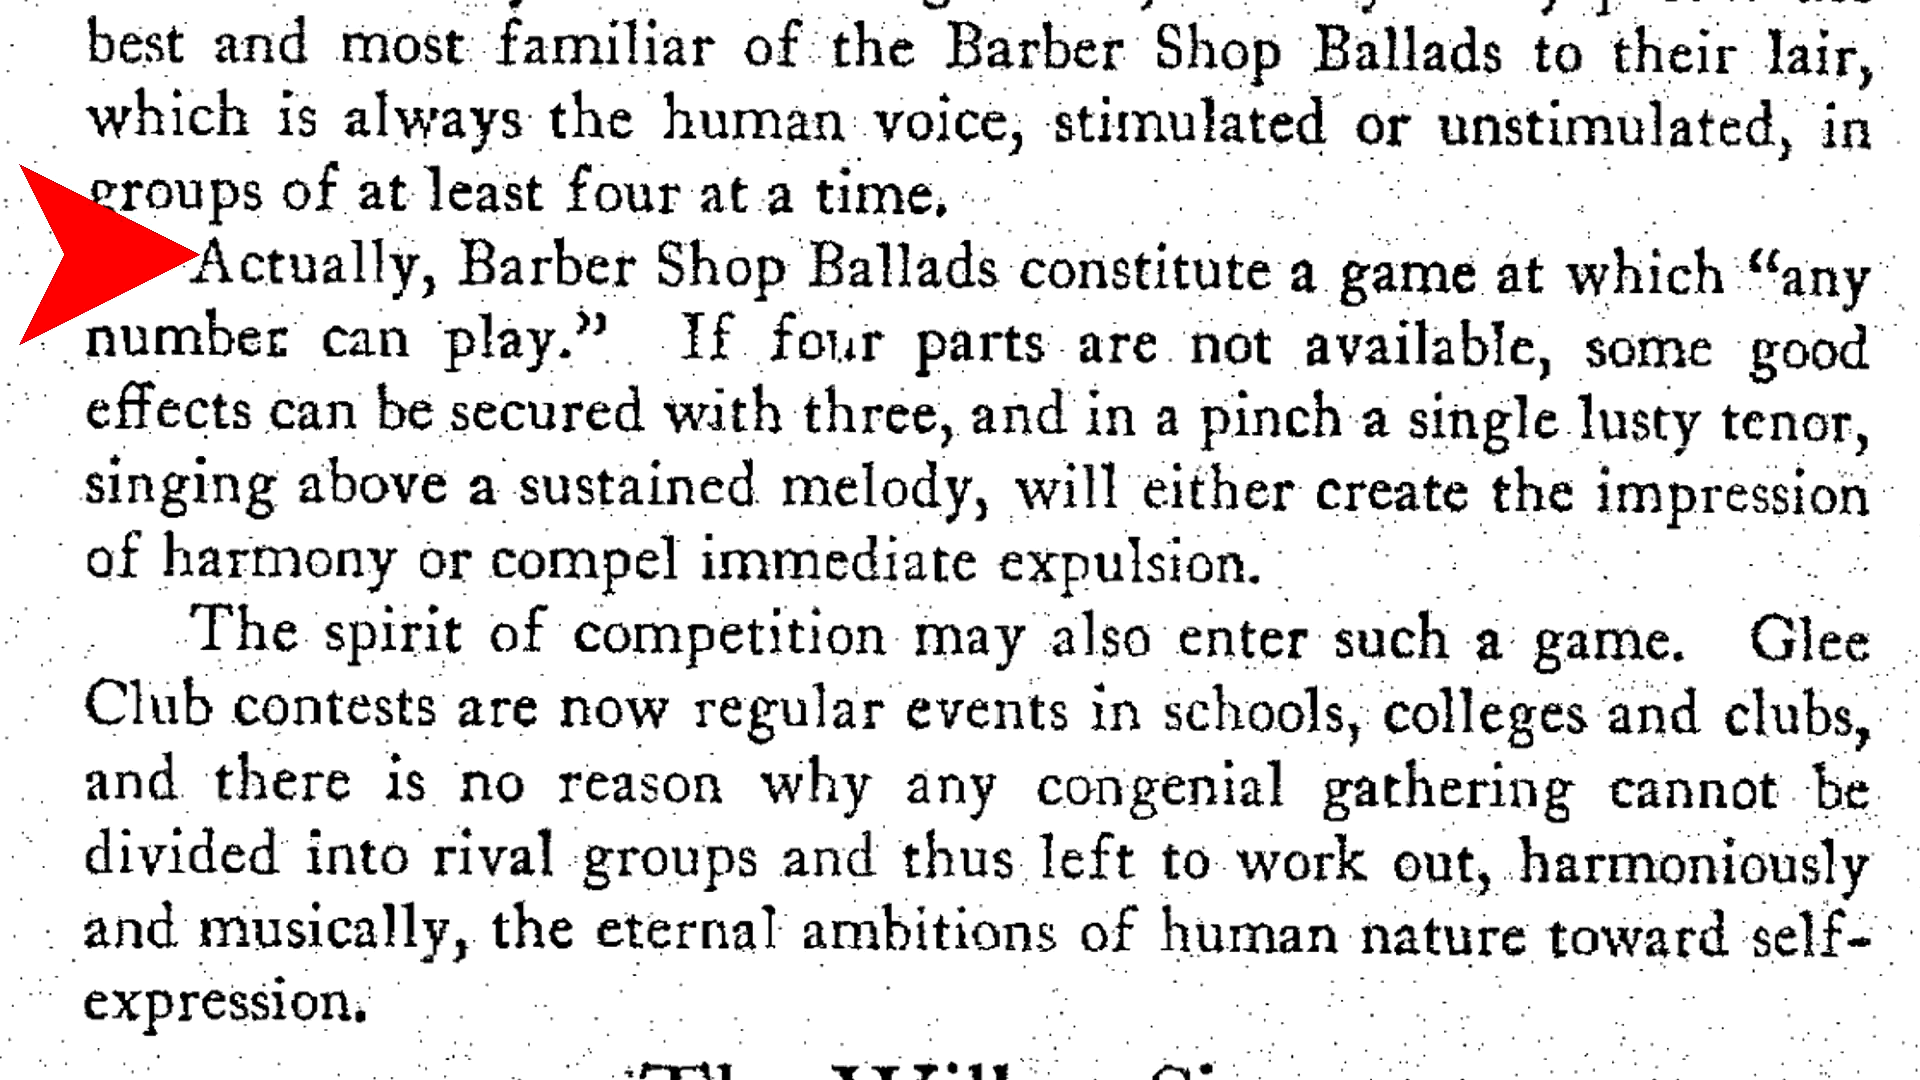 best and most familiar of the Barber Shop Ballads to their lair,
which is always the human voice, stimulated or unstimulated, in
groups of at least four at a time.
Actually, Barber Shop Ballads constitute a game at which “any
number can play.” If four parts are not available, some good
effects can be secured with three, and in a pinch a single lusty tenor,
singing above a sustained melody, will either create the impression
of harmony or compel immediate expulsion.
The spirit of competition may also enter such a game. Glee
Club contests are now regular events in schools, colleges and clubs,
and there is no reason why any congenial gathering cannot be
divided into rival groups and thus left to work out, harmoniously
and musically, the eternal ambitions of human nature toward self-
expression.